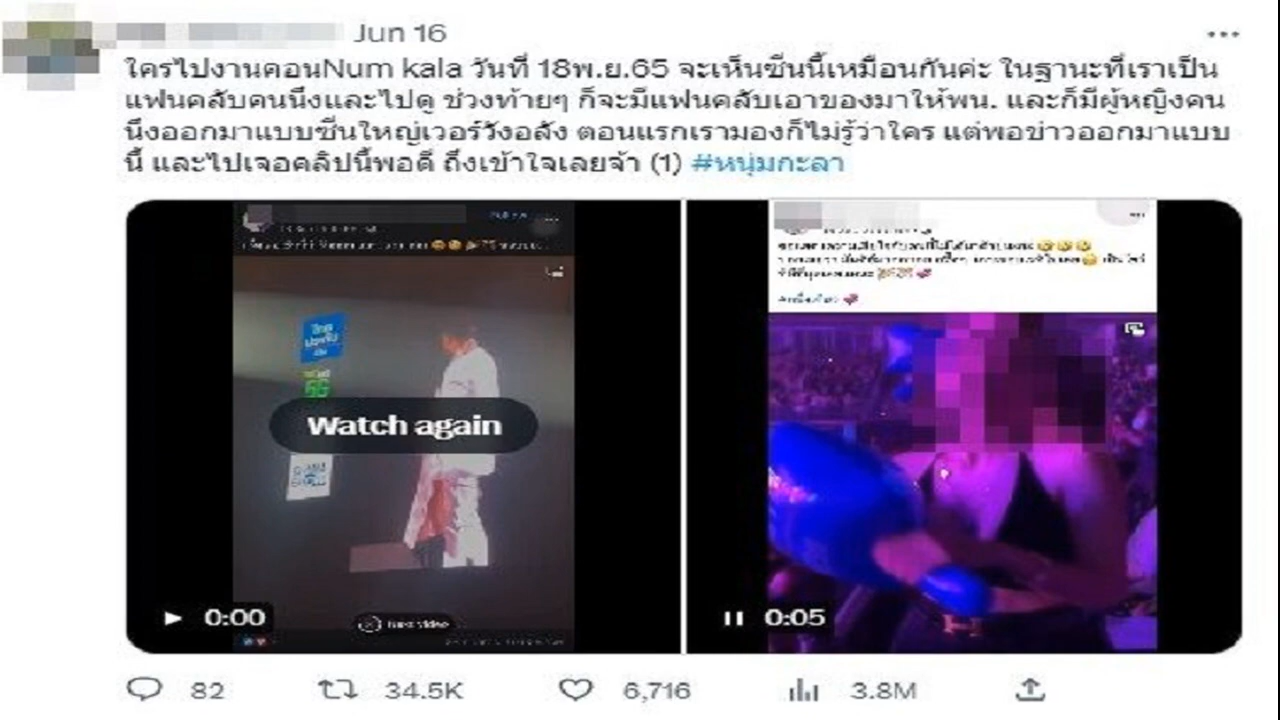 Jun 16
ใครไปงานคอนNum kala วันที่ 18พ.ย.65 จะเห็นซีนนี้เหมือนกันค่ะ ในฐานะที่เราเป็น
แฟนคลับคนนึงและไปดู ช่วงท้ายๆ ก็จะมีแฟนคลับเอาของมาให้พน. และก็มีผู้หญิงคน
นึงออกมาแบบซีนใหญ่เวอร์วังอลัง ตอนแรกเรามองก็ไม่รู้ว่าใคร แต่พอข่าวออกมาแบบ
นี้ และไปเจอคลิปนี้พอดี ถึงเข้าใจเลยจ้า (1) #หนุ่มกะลา
ไทย
5G
Watch again
0:00
0:05
82
34.5K
6,716
3.8M